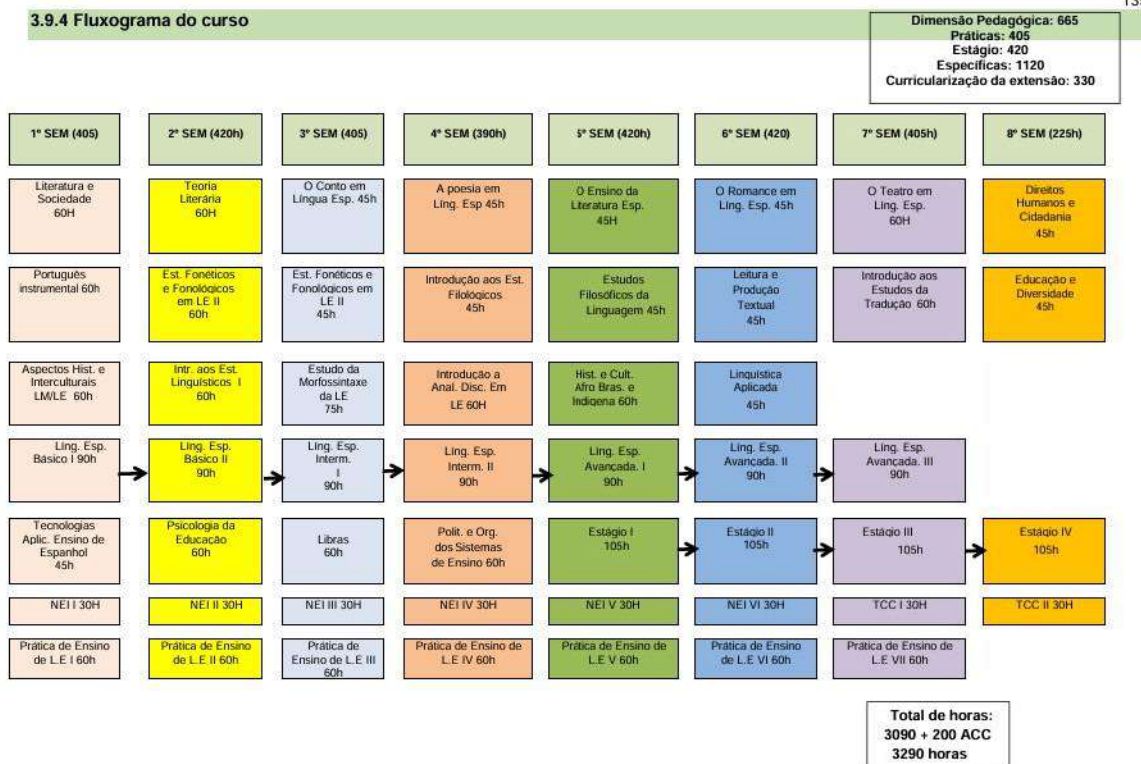 3.9.4 Fluxograma do curso
Dimensão Pedagógica: 665
Práticas: 405
Estágio: 420
Específicas: 1120
Curricularização da extensão: 330
1º SEM (405)
2º SEM (420h)
3º SEM (405)
4º SEM (390h)
5º SEM (420h)
6º SEM (420)
7º SEM (405h)
8º SEM (225h)
Literatura e
Sociedade
60H
Teoria
Literária
60H
O Conto em
Língua Esp. 45h
A poesia em
Líng. Esp 45h
O Ensino da
Literatura Esp.
45H
O Romance em
Líng. Esp. 45h
O Teatro em
Líng. Esp.
60H
Direitos
Humanos e
Cidadania
45h
Português
instrumental 60h
Est. Fonéticos
e Fonológicos
em LE II
60h
Est. Fonéticos e
Fonológicos em
LE II
45h
Introdução aos Est.
Filológicos
45h
Estudos
Filosóficos da
Linguagem 45h
Leitura e
Produção
Textual
45h
Introdução aos
Estudos da
Tradução 60h
Educação e
Diversidade
45h
Aspectos Hist. e
Interculturais
LM/LE 60h
Intr. aos Est.
Linguísticos I
60h
Estudo da
Morfossintaxe
da LE
75h
Introdução a
Anal. Disc. Em
LE 60H
Hist. e Cult.
Afro Bras. e
Indígena 60h
Linguística
Aplicada
45h
Líng. Esp.
Básico I 90h
Líng. Esp.
Básico II
90h
Líng. Esp.
Interm.
I
90h
Líng. Esp.
Interm. II
90h
Líng. Esp.
Avançada. I
90h
Líng. Esp.
Avançada. II
90h
Líng. Esp.
Avançada. III
90h
Tecnologias
Aplic. Ensino de
Espanhol
45h
Psicologia da
Educação
60h
Libras
60h
Polit. e Org.
dos Sistemas
de Ensino 60h
Estágio I
105h
Estágio II
105h
Estágio III
105h
Estágio IV
105h
NEI I 30H
NEI II 30H
NEI III 30H
NEI IV 30H
NEI V 30H
NEI VI 30H
TCC I 30H
TCC II 30H
Prática de Ensino
de L.E I 60h
Prática de Ensino
de L.E II 60h
Prática de
Ensino de L.E III
60h
Prática de Ensino de
L.E IV 60h
Prática de Ensino de
L.E V 60h
Prática de Ensino
de L.E VI 60h
Prática de Ensino de
L.E VII 60h
Total de horas:
3090 + 200 ACC
3290 horas